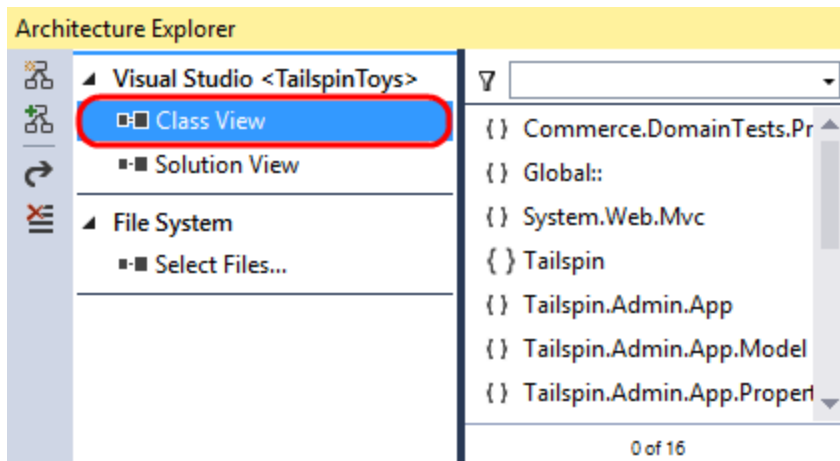 Architecture Explorer
Visual Studio <TailspinToys>
Class View
Solution View
File System
Select Files...
{ } Commerce.DomainTests.Pr
{ } Global::
{ } System.Web.Mvc
{ } Tailspin
{ } Tailspin.Admin.App
{ } Tailspin.Admin.App.Model
{ } Tailspin.Admin.App.Propert
0 of 16